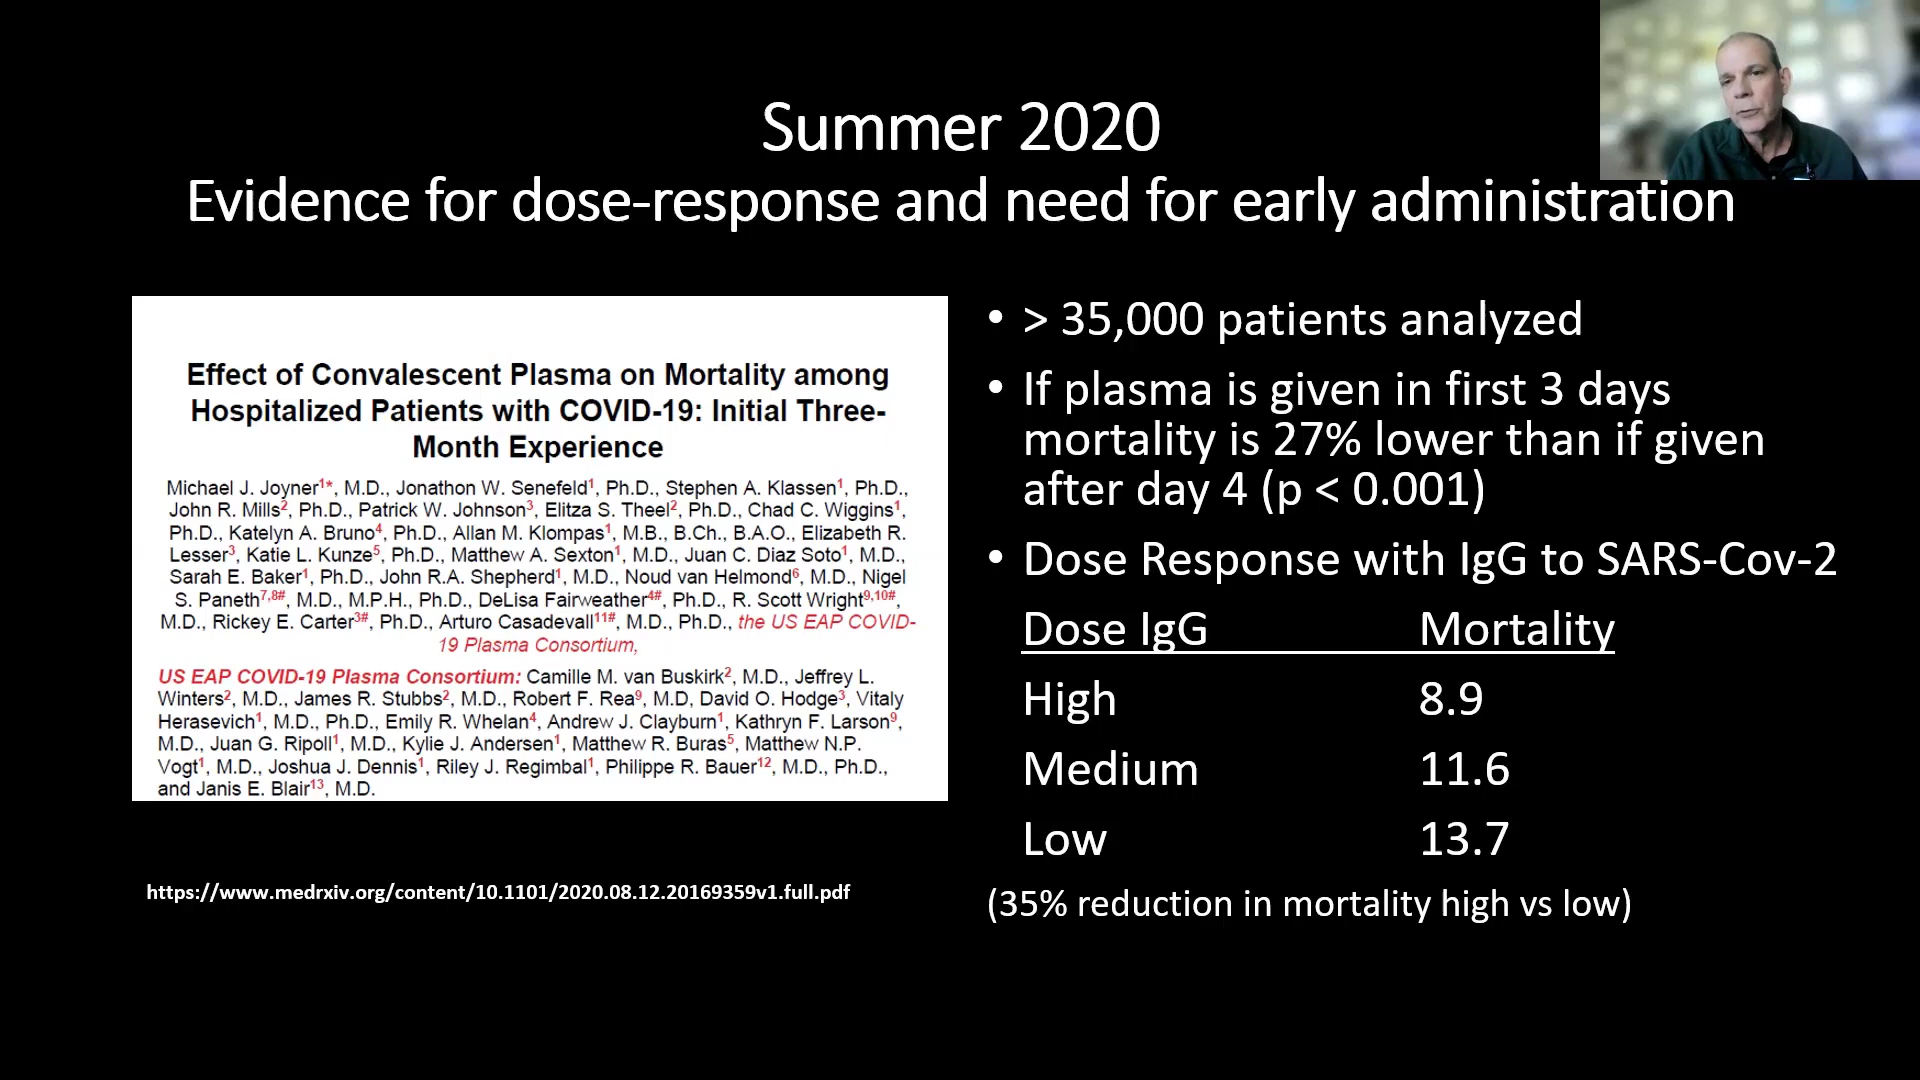 Summer 2020
Evidence for dose-response and need for early administration
Effect of Convalescent Plasma on Mortality among
Hospitalized Patients with COVID-19: Initial Three-
Month Experience
Michael J. Joyner1*, M.D., Jonathon W. Senefeld1, Ph.D., Stephen A. Klassen1, Ph.D.,
John R. Mills2, Ph.D., Patrick W. Johnson3, Elitza S. Theel2, Ph.D., Chad C. Wiggins1,
Ph.D., Katelyn A. Bruno4, Ph.D., Allan M. Klompas1, M.B., B.Ch., B.A.O., Elizabeth R.
Lesser3, Katie L. Kunze5, Ph.D., Matthew A. Sexton1, M.D., Juan C. Diaz Soto1, M.D.,
Sarah E. Baker1, Ph.D., John R.A. Shepherd1, M.D., Noud van Helmond6, M.D., Nigel
S. Paneth7,8#, M.D., M.P.H., Ph.D., DeLisa Fairweather4#, Ph.D., R. Scott Wright9,10#,
M.D., Rickey E. Carter3#, Ph.D., Arturo Casadevall11#, M.D., Ph.D., the US EAP COVID-
19 Plasma Consortium,
US EAP COVID-19 Plasma Consortium: Camille M. van Buskirk2, M.D., Jeffrey L.
Winters2, M.D., James R. Stubbs2, M.D., Robert F. Rea9, M.D, David O. Hodge3, Vitaly
Herasevich1, M.D., Ph.D., Emily R. Whelan4, Andrew J. Clayburn1, Kathryn F. Larson9,
M.D., Juan G. Ripoll1, M.D., Kylie J. Andersen1, Matthew R. Buras5, Matthew N.P.
Vogt1, M.D., Joshua J. Dennis1, Riley J. Regimbal1, Philippe R. Bauer12, M.D., Ph.D.,
and Janis E. Blair13, M.D.
https://www.medrxiv.org/content/10.1101/2020.08.12.20169359v1.full.pdf
• > 35,000 patients analyzed
• If plasma is given in first 3 days
mortality is 27% lower than if given
after day 4 (p < 0.001)
• Dose Response with IgG to SARS-Cov-2
Dose IgG Mortality
High 8.9
Medium 11.6
Low 13.7
(35% reduction in mortality high vs low)